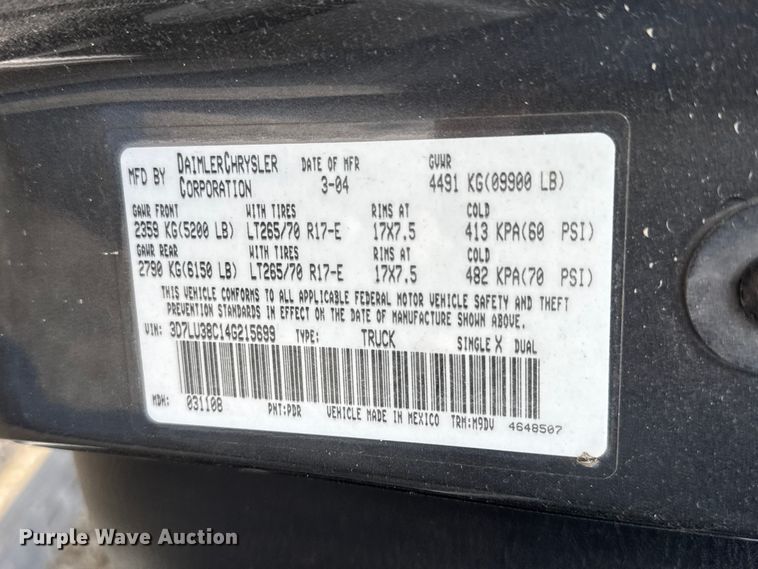 MFD BY DAIMLERCHRYSLER CORPORATION DATE OF MFR 3-04 GVWR 4491 KG(09900 LB)
GAWR FRONT WITH TIRES RIMS AT COLD
2359 KG(5200 LB) LT265/70 R17-E 17X7.5 413 KPA(60 PSI)
GAWR REAR WITH TIRES RIMS AT COLD
2790 KG(6150 LB) LT265/70 R17-E 17X7.5 482 KPA(70 PSI)
THIS VEHICLE CONFORMS TO ALL APPLICABLE FEDERAL MOTOR VEHICLE SAFETY AND THEFT
PREVENTION STANDARDS IN EFFECT ON THE DATE OF MANUFACTURE SHOWN ABOVE.
VIN: 3D7LU38C14G215699 TYPE: TRUCK SINGLE X DUAL
MDH: 031108 PNT:PDR VEHICLE MADE IN MEXICO TRM:M9DV 4648507
Purple Wave Auction